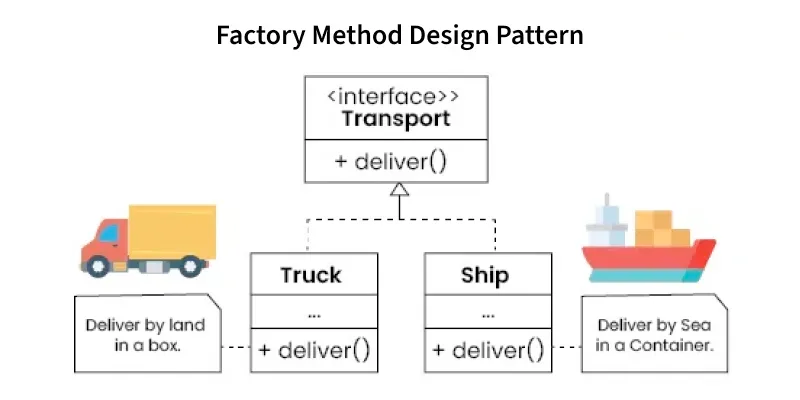 Factory Method Design Pattern
<interface>>
Transport
+ deliver()
Truck
...
+ deliver()
Ship
...
+ deliver()
Deliver by land
in a box.
Deliver by Sea
in a Container.